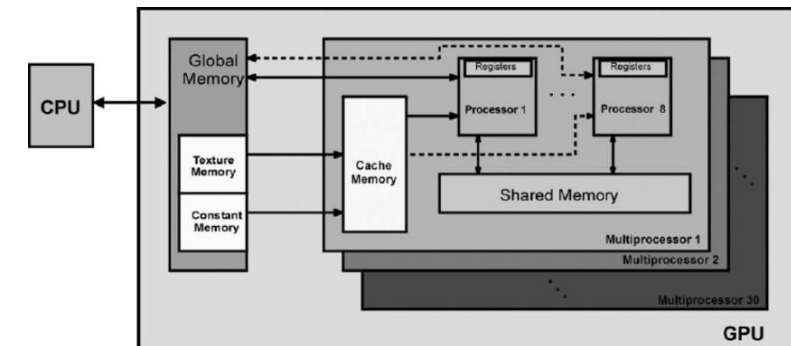 CPU
Global
Memory
Texture
Memory
Constant
Memory
Cache
Memory
Registers
Processor 1
. . .
Registers
Processor 8
Shared Memory
Multiprocessor 1
Multiprocessor 2
Multiprocessor 30
GPU